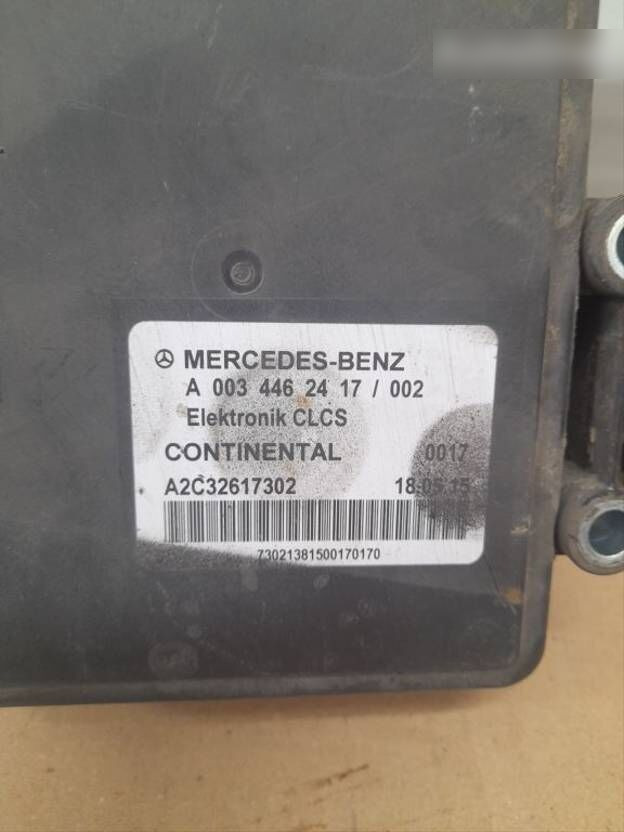 MERCEDES-BENZ
A 003 446 24 17 / 002
Elektronik CLCS
CONTINENTAL 0017
A2C32617302 18.05.15
73021381500170170